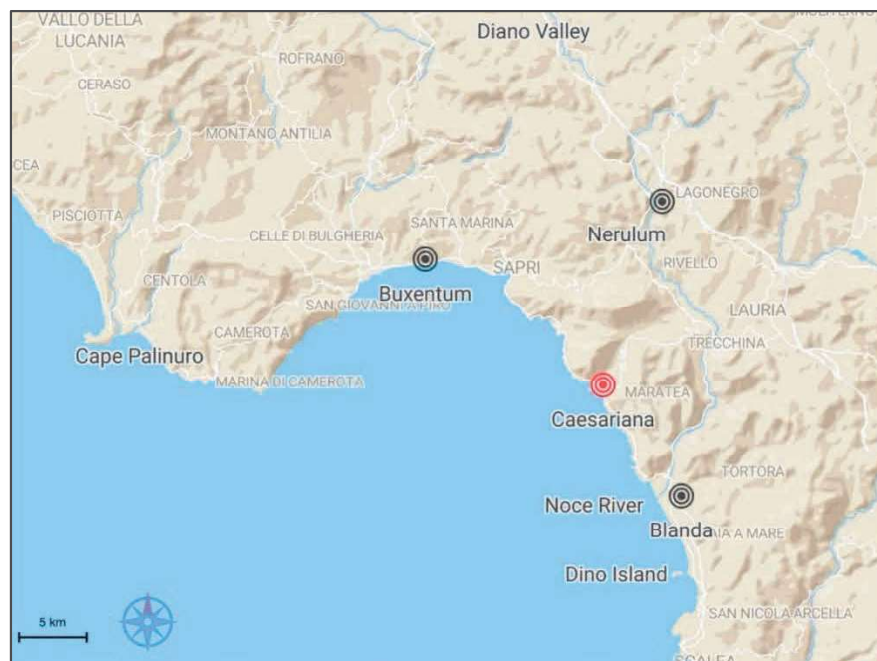 VALLO DELLA
LUCANIA
Diano Valley
ROFRANO
CERASO
MONTANO ANTILIA
CEA
LAGONEGRO
PISCIOTTA
SANTA MARINA
Nerulum
CELLE DI BULGHERIA
SAPRI
RIVELLO
CENTOLA
Buxentum
SAN GIOVANNI A PIRO
LAURIA
CAMEROTA
TRECCHINA
Cape Palinuro
MARINA DI CAMEROTA
MARATEA
Caesariana
TORTORA
Noce River
Blanda
AIA A MARE
Dino Island
SAN NICOLA ARCELLA
5 km